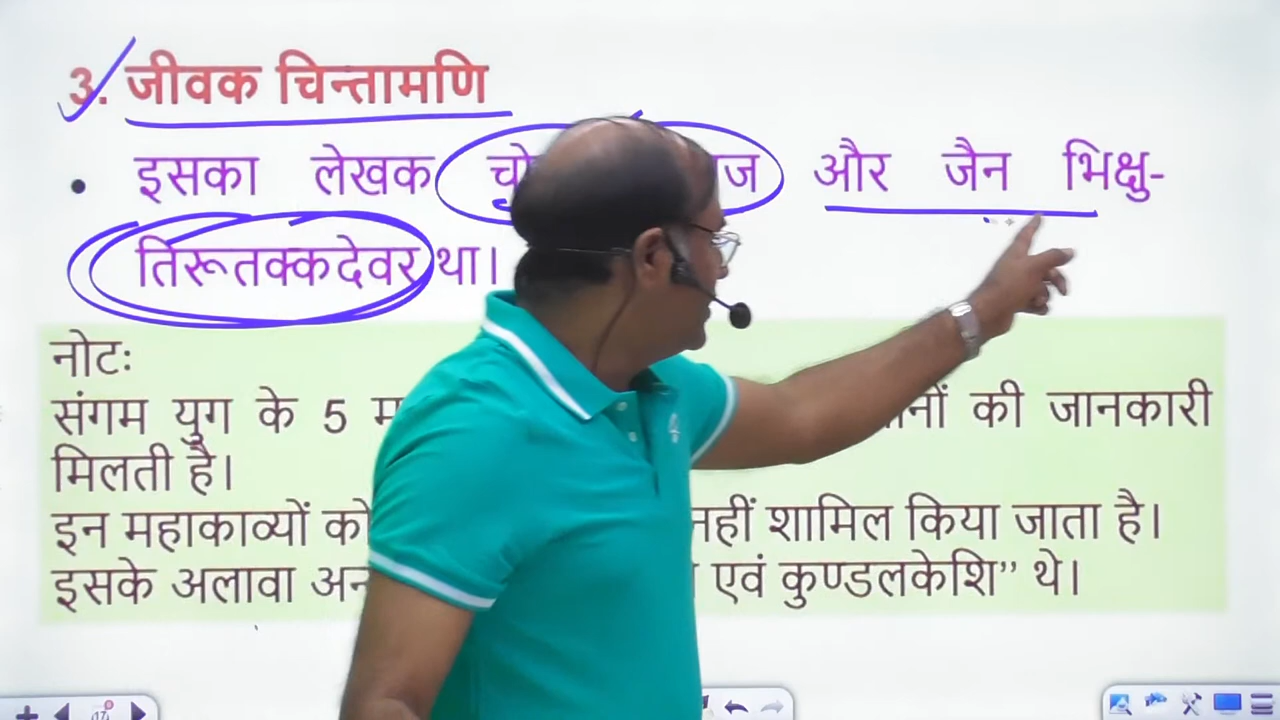 3. जीवक चिन्तामणि
• इसका लेखक और जैन भिक्षु-
तिरूतक्कदेवर था।
नोटः
संगम युग के 5 की जानकारी
मिलती है।
इन महाकाव्यों को नहीं शामिल किया जाता है।
इसके अलावा एवं कुण्डलकेशि” थे।